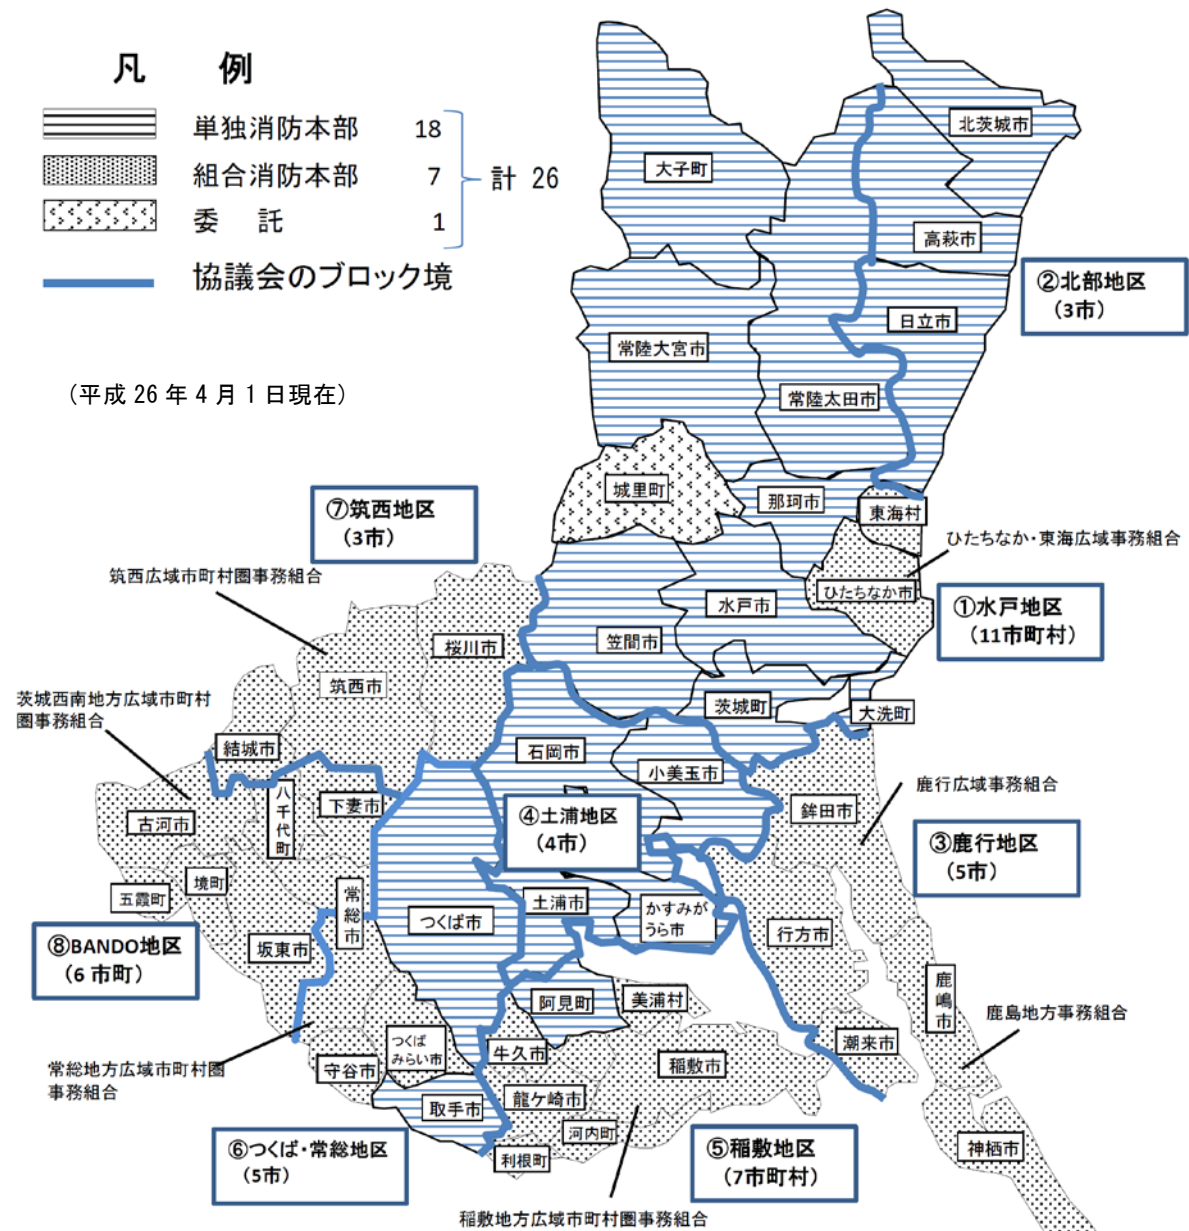 凡　例
単独消防本部　18
組合消防本部　7
委　託　1
計 26
協議会のブロック境
（平成 26 年 4 月 1 日現在）
北茨城市
大子町
高萩市
②北部地区
（3市）
日立市
常陸大宮市
常陸太田市
城里町
那珂市
東海村
⑦筑西地区
（3市）
ひたちなか・東海広域事務組合
筑西広域市町村圏事務組合
ひたちなか市
水戸市
①水戸地区
（11市町村）
笠間市
桜川市
筑西市
茨城西南地方広域市町村
圏事務組合
茨城町
大洗町
結城市
石岡市
小美玉市
鹿行広域事務組合
八千代町
下妻市
鉾田市
古河市
④土浦地区
（4市）
③鹿行地区
（5市）
境町
五霞町
常総市
土浦市
つくば市
かすみが
うら市
行方市
⑧BANDO地区
（6 市町）
坂東市
鹿嶋市
阿見町
美浦村
鹿島地方事務組合
潮来市
つくば
みらい市
牛久市
稲敷市
常総地方広域市町村圏
事務組合
守谷市
取手市
龍ケ崎市
河内町
利根町
⑥つくば・常総地区
（5市）
⑤稲敷地区
（7市町村）
神栖市
稲敷地方広域市町村圏事務組合